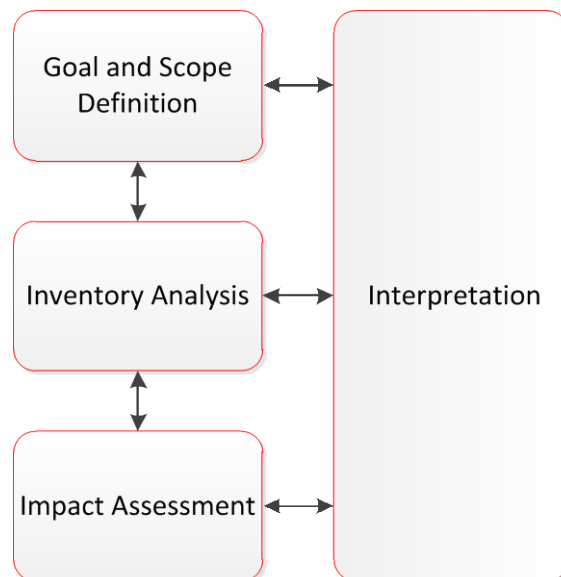 Goal and Scope
Definition
Inventory Analysis
Interpretation
Impact Assessment